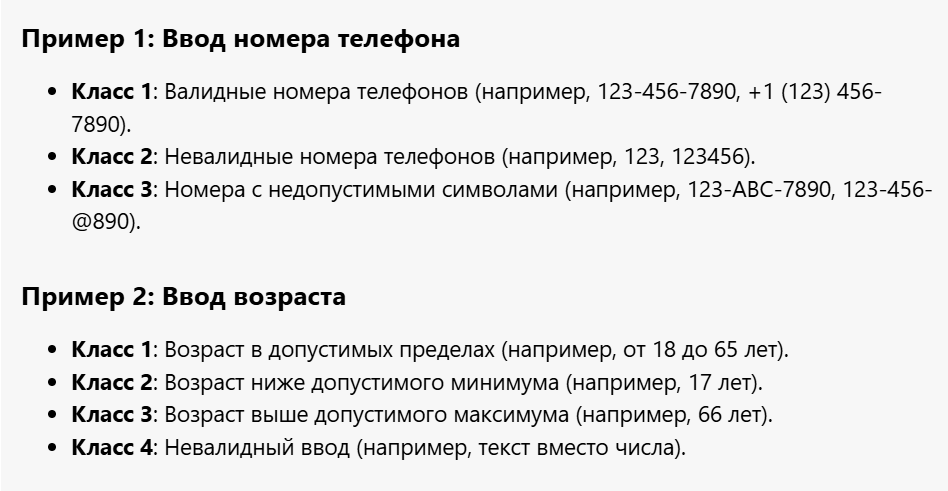 Пример 1: Ввод номера телефона
• Класс 1: Валидные номера телефонов (например, 123-456-7890, +1 (123) 456-
7890).
• Класс 2: Невалидные номера телефонов (например, 123, 123456).
• Класс 3: Номера с недопустимыми символами (например, 123-ABC-7890, 123-456-
@890).
Пример 2: Ввод возраста
• Класс 1: Возраст в допустимых пределах (например, от 18 до 65 лет).
• Класс 2: Возраст ниже допустимого минимума (например, 17 лет).
• Класс 3: Возраст выше допустимого максимума (например, 66 лет).
• Класс 4: Невалидный ввод (например, текст вместо числа).